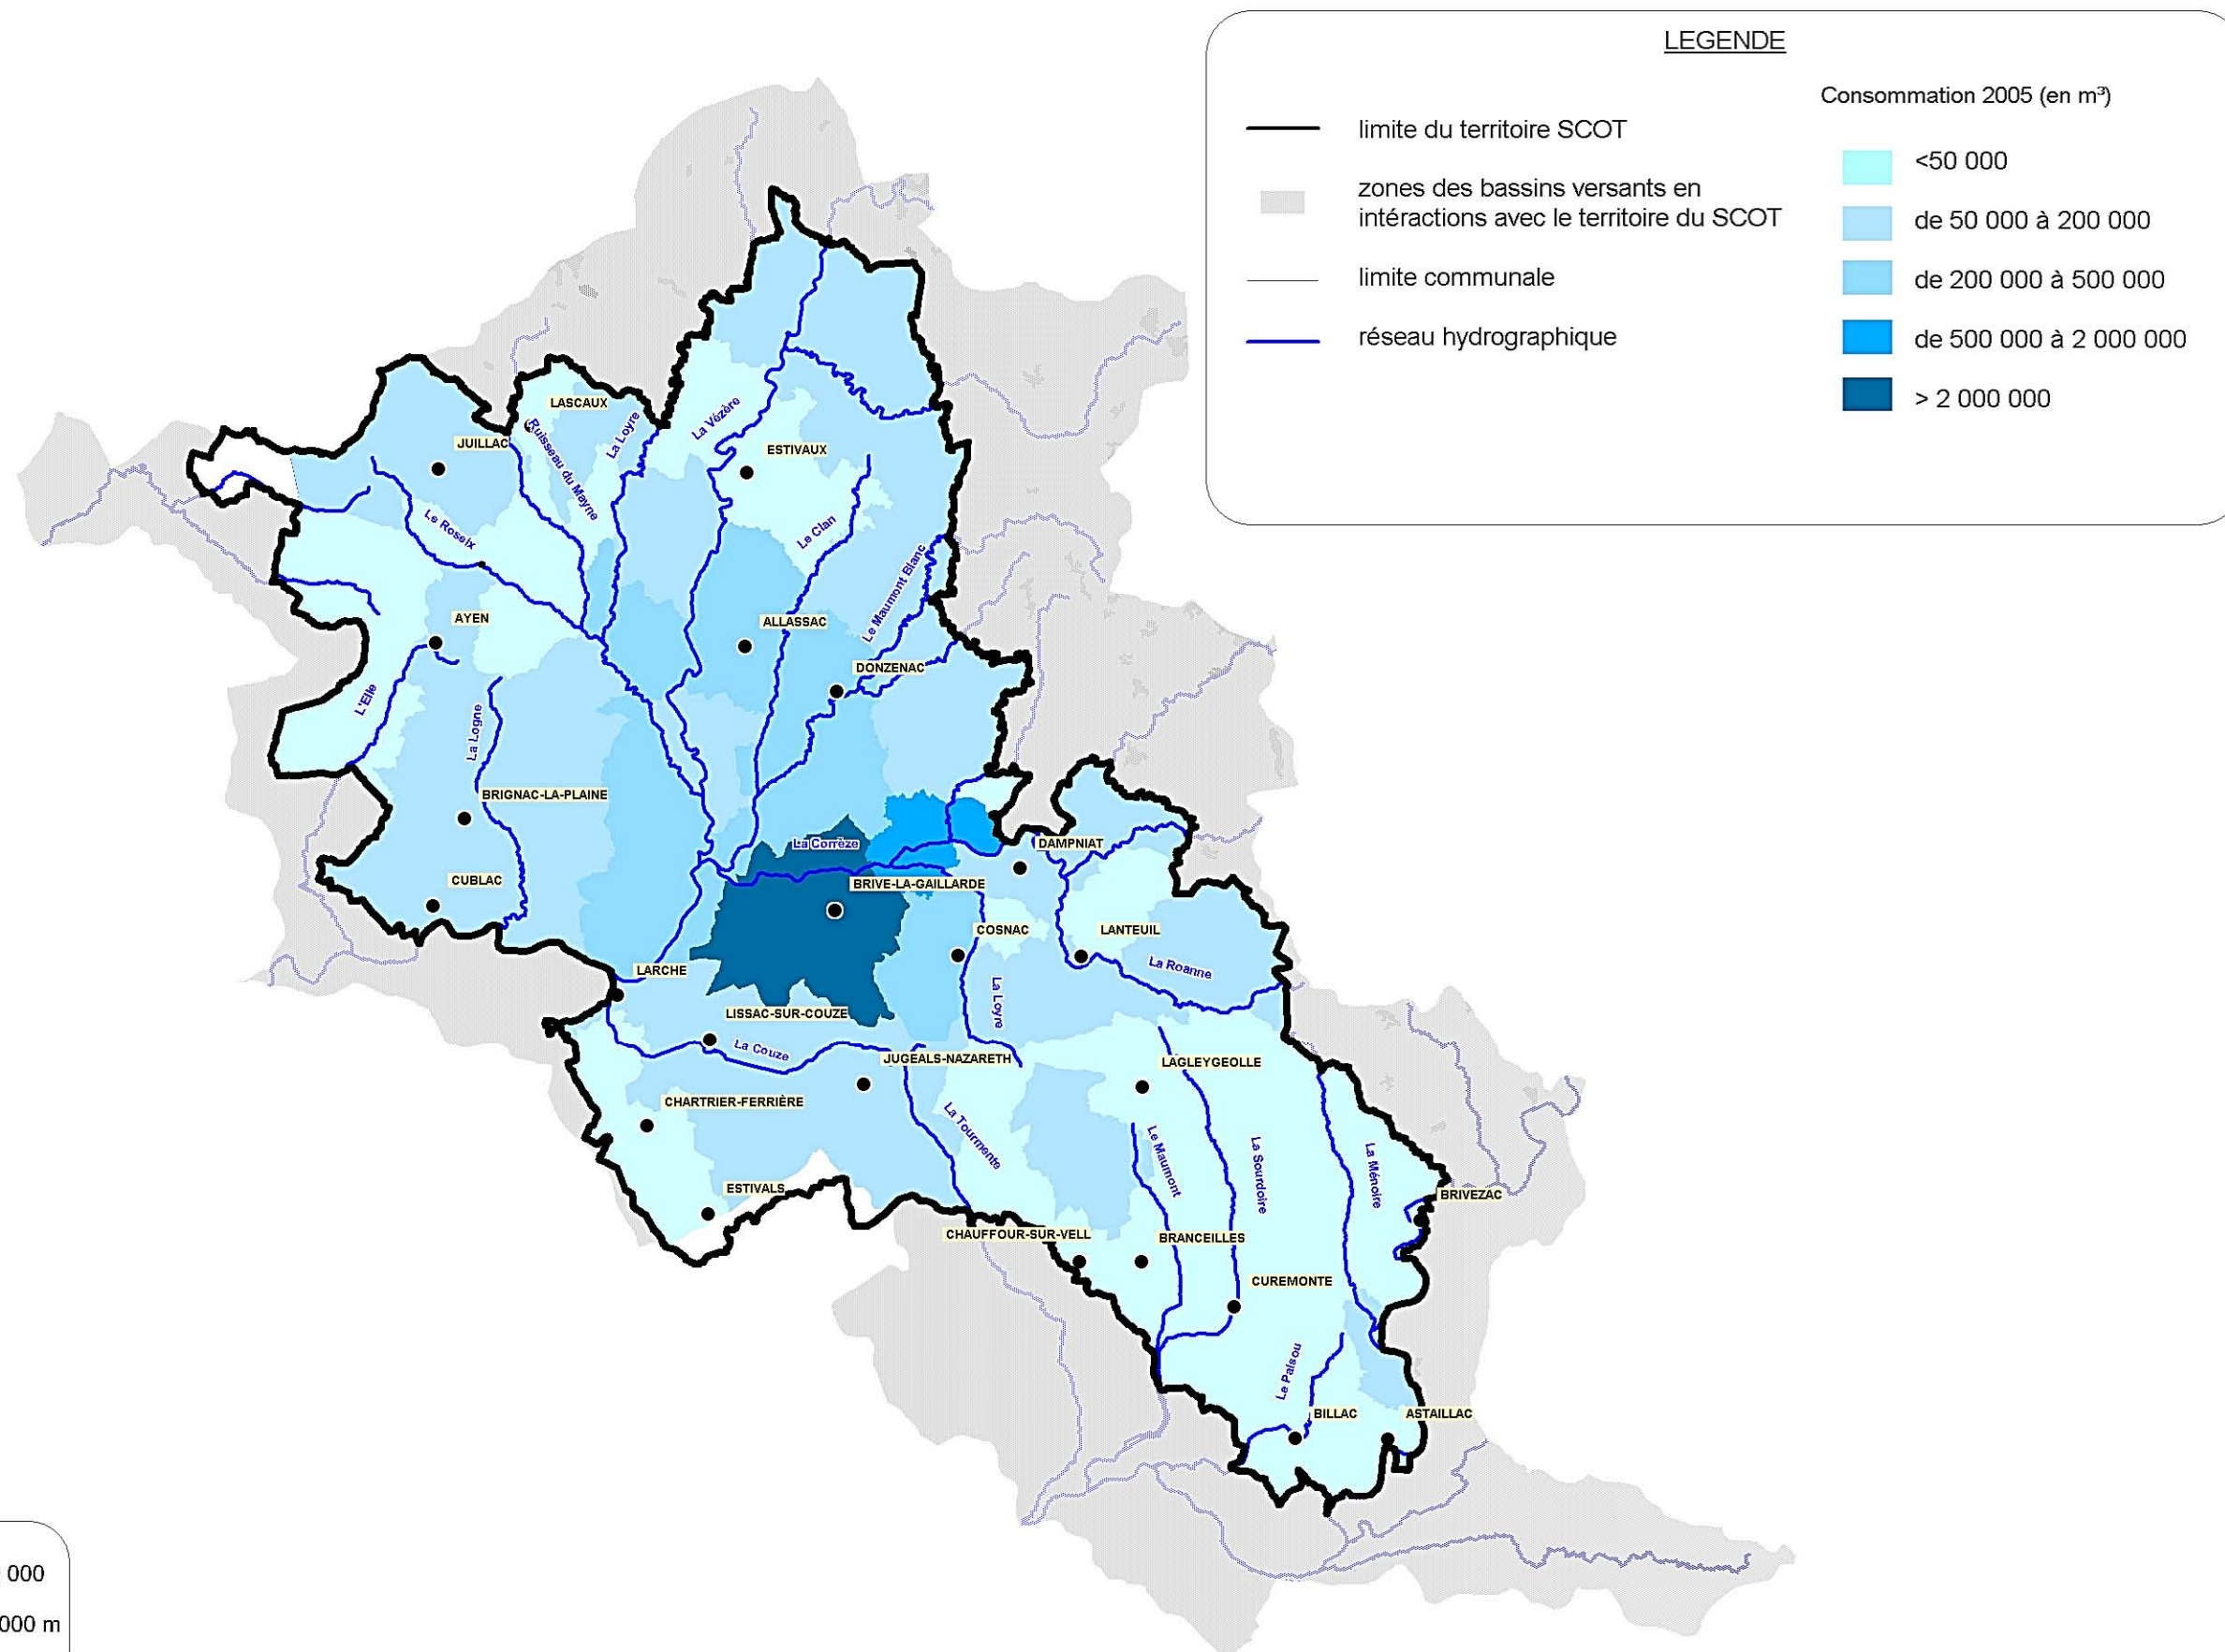 LEGENDE
Consommation 2005 (en m³)
limite du territoire SCOT
zones des bassins versants en
intéractions avec le territoire du SCOT
limite communale
réseau hydrographique
<50 000
de 50 000 à 200 000
de 200 000 à 500 000
de 500 000 à 2 000 000
> 2 000 000
LASCAUX
JUILLAC
Ruisseau du Mayne
La Loyre
La Vézère
ESTIVAUX
Le Roseix
Le Clan
Le Maumont Blanc
AYEN
ALLASSAC
DONZENAC
L'Elle
La Logne
BRIGNAC-LA-PLAINE
La Corrèze
DAMPNIAT
CUBLAC
BRIVE-LA-GAILLARDE
COSNAC
LANTEUIL
LARCHE
La Roanne
La Loyre
LISSAC-SUR-COUZE
La Couze
JUGEALS-NAZARETH
LAGLEYGEOLLE
CHARTRIER-FERRIÈRE
La Tourmente
Le Maumont
La Sourdoire
La Ménoire
ESTIVALS
BRIVEZAC
CHAUFFOUR-SUR-VELL
BRANCEILLES
CUREMONTE
Le Palsou
BILLAC
ASTAILLAC
000
000 m